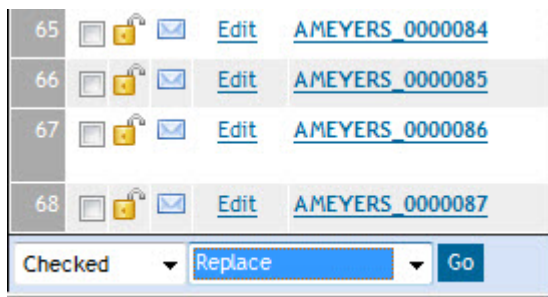 65 Edit AMEYERS_0000084
66 Edit AMEYERS_0000085
67 Edit AMEYERS_0000086
68 Edit AMEYERS_0000087
Checked Replace Go